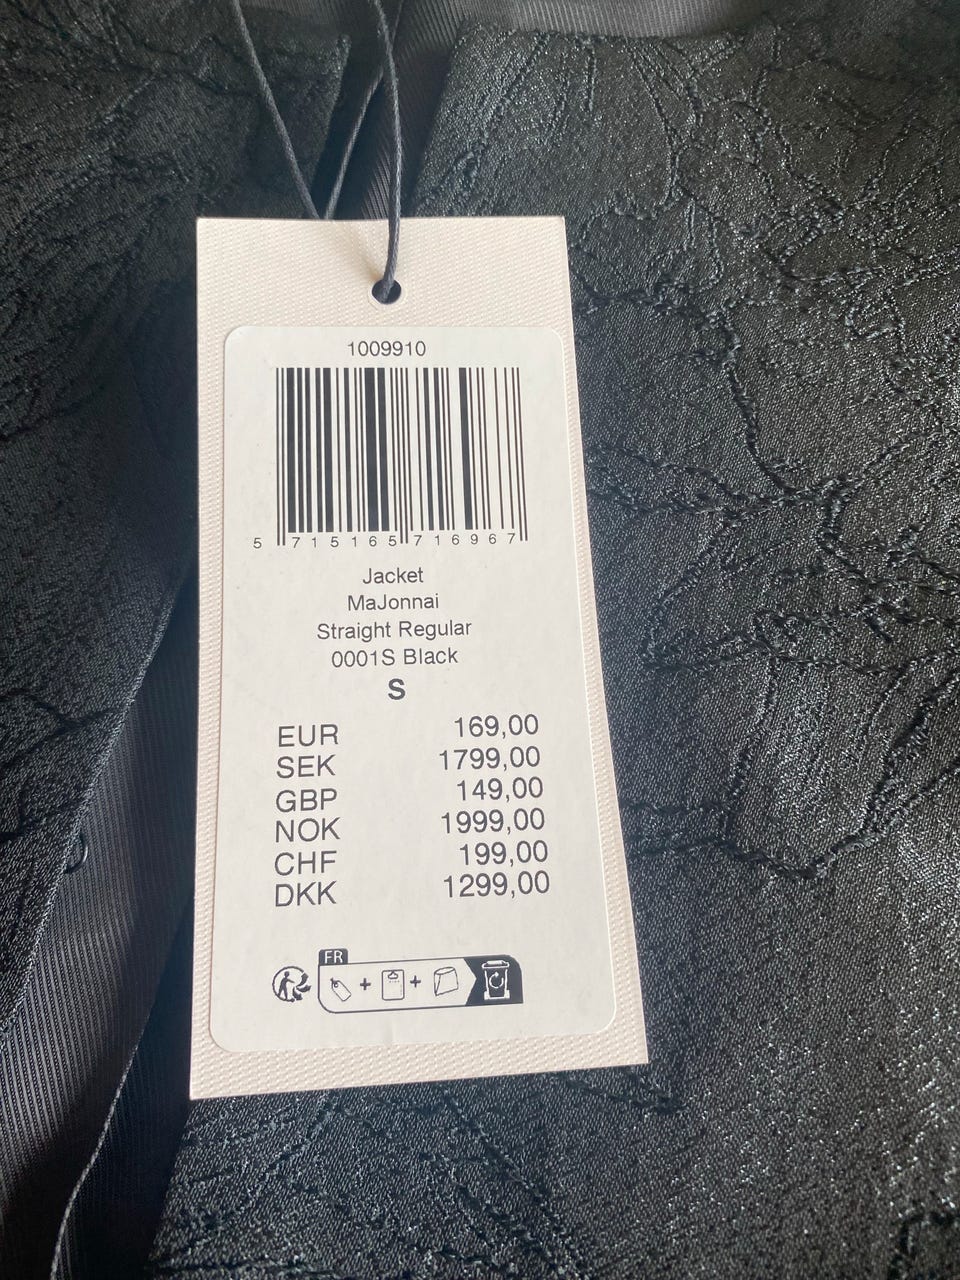 1009910
5 715165 716967
Jacket
MaJonnai
Straight Regular
0001S Black
S
EUR 169,00
SEK 1799,00
GBP 149,00
NOK 1999,00
CHF 199,00
DKK 1299,00
FR